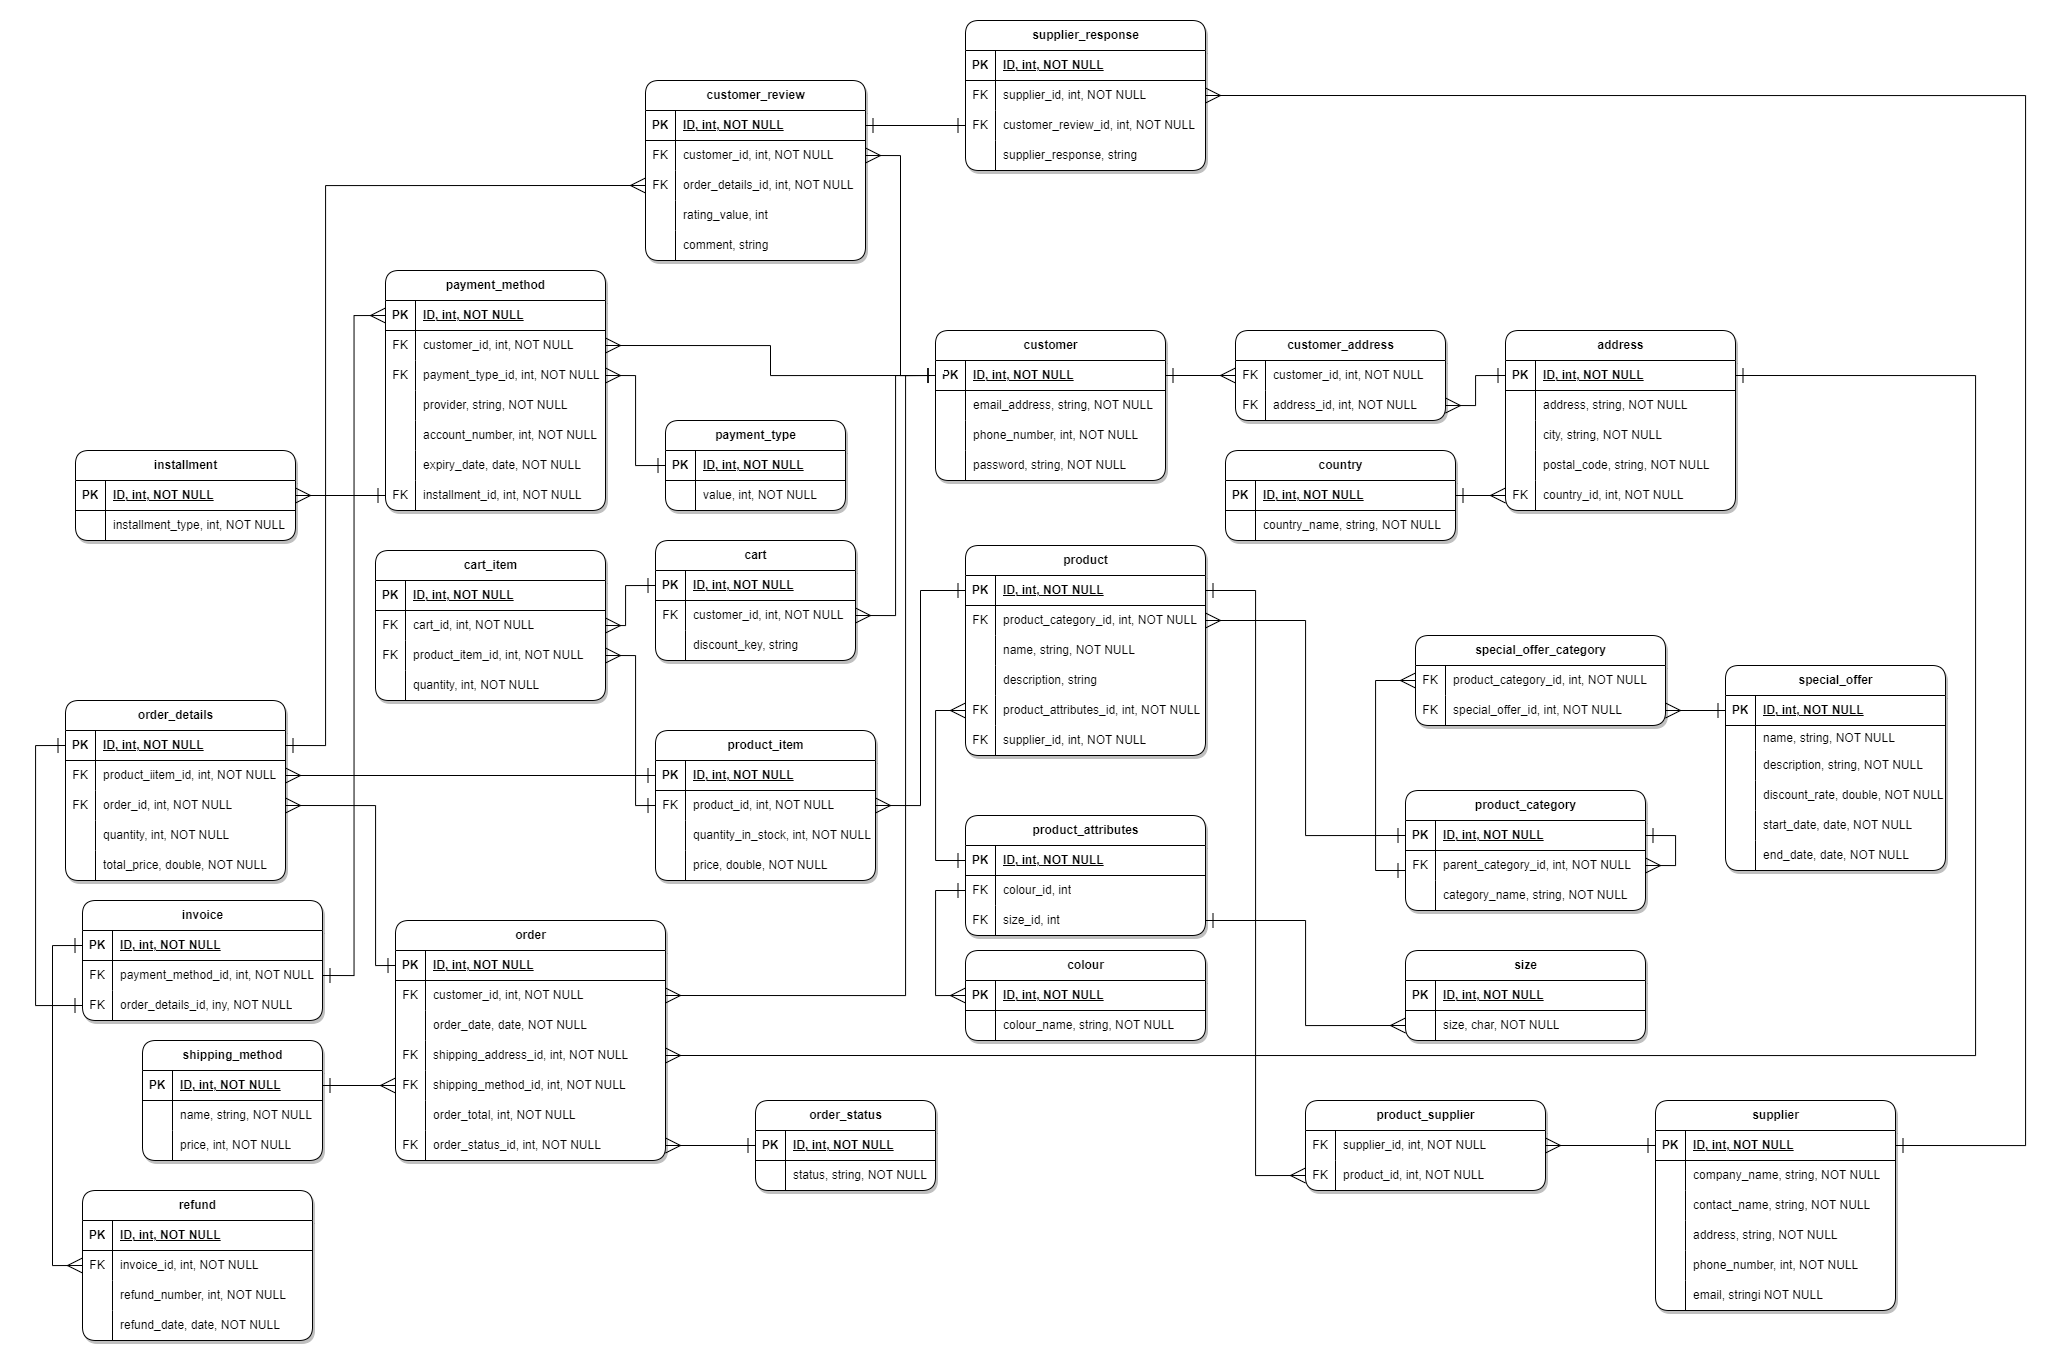 supplier_response
PK ID, int, NOT NULL
FK supplier_id, int, NOT NULL
FK customer_review_id, int, NOT NULL
supplier_response, string
customer_review
PK ID, int, NOT NULL
FK customer_id, int, NOT NULL
FK order_details_id, int, NOT NULL
rating_value, int
comment, string
payment_method
PK ID, int, NOT NULL
FK customer_id, int, NOT NULL
FK payment_type_id, int, NOT NULL
provider, string, NOT NULL
account_number, int, NOT NULL
expiry_date, date, NOT NULL
FK installment_id, int, NOT NULL
customer
PK ID, int, NOT NULL
email_address, string, NOT NULL
phone_number, int, NOT NULL
password, string, NOT NULL
customer_address
FK customer_id, int, NOT NULL
FK address_id, int, NOT NULL
address
PK ID, int, NOT NULL
address, string, NOT NULL
city, string, NOT NULL
postal_code, string, NOT NULL
FK country_id, int, NOT NULL
payment_type
PK ID, int, NOT NULL
value, int, NOT NULL
installment
PK ID, int, NOT NULL
installment_type, int, NOT NULL
country
PK ID, int, NOT NULL
country_name, string, NOT NULL
cart_item
PK ID, int, NOT NULL
FK cart_id, int, NOT NULL
FK product_item_id, int, NOT NULL
quantity, int, NOT NULL
cart
PK ID, int, NOT NULL
FK customer_id, int, NOT NULL
discount_key, string
product
PK ID, int, NOT NULL
FK product_category_id, int, NOT NULL
name, string, NOT NULL
description, string
FK product_attributes_id, int, NOT NULL
FK supplier_id, int, NOT NULL
special_offer_category
FK product_category_id, int, NOT NULL
FK special_offer_id, int, NOT NULL
special_offer
PK ID, int, NOT NULL
name, string, NOT NULL
description, string, NOT NULL
discount_rate, double, NOT NULL
start_date, date, NOT NULL
end_date, date, NOT NULL
order_details
PK ID, int, NOT NULL
FK product_iitem_id, int, NOT NULL
FK order_id, int, NOT NULL
quantity, int, NOT NULL
total_price, double, NOT NULL
product_item
PK ID, int, NOT NULL
FK product_id, int, NOT NULL
quantity_in_stock, int, NOT NULL
price, double, NOT NULL
product_attributes
PK ID, int, NOT NULL
FK colour_id, int
FK size_id, int
product_category
PK ID, int, NOT NULL
FK parent_category_id, int, NOT NULL
category_name, string, NOT NULL
invoice
PK ID, int, NOT NULL
FK payment_method_id, int, NOT NULL
FK order_details_id, iny, NOT NULL
order
PK ID, int, NOT NULL
FK customer_id, int, NOT NULL
order_date, date, NOT NULL
FK shipping_address_id, int, NOT NULL
FK shipping_method_id, int, NOT NULL
order_total, int, NOT NULL
FK order_status_id, int, NOT NULL
colour
PK ID, int, NOT NULL
colour_name, string, NOT NULL
size
PK ID, int, NOT NULL
size, char, NOT NULL
shipping_method
PK ID, int, NOT NULL
name, string, NOT NULL
price, int, NOT NULL
order_status
PK ID, int, NOT NULL
status, string, NOT NULL
product_supplier
FK supplier_id, int, NOT NULL
FK product_id, int, NOT NULL
supplier
PK ID, int, NOT NULL
company_name, string, NOT NULL
contact_name, string, NOT NULL
address, string, NOT NULL
phone_number, int, NOT NULL
email, stringi NOT NULL
refund
PK ID, int, NOT NULL
FK invoice_id, int, NOT NULL
refund_number, int, NOT NULL
refund_date, date, NOT NULL